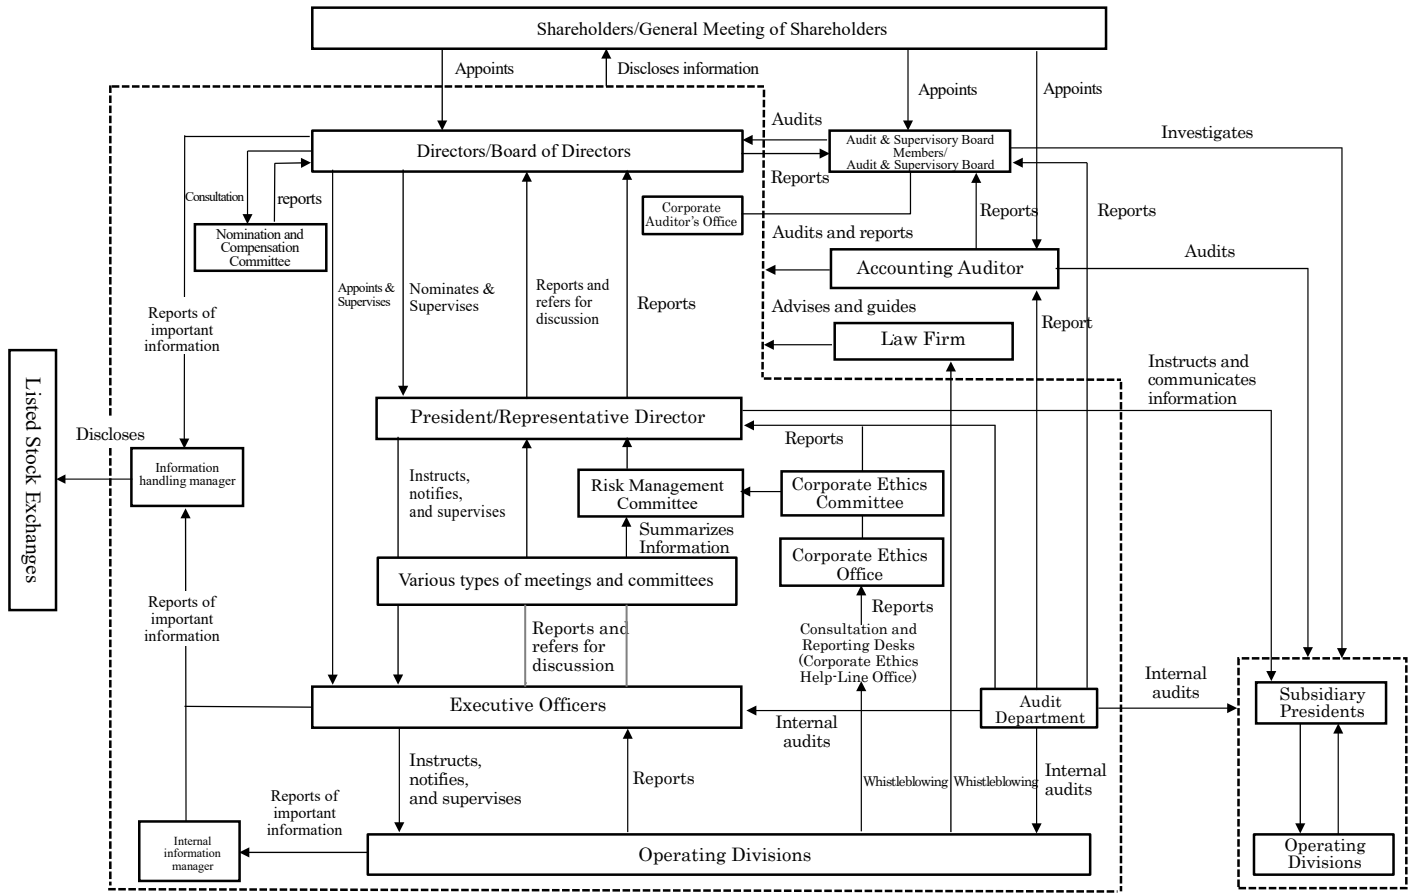 Shareholders/General Meeting of Shareholders
Appoints
Discloses information
Appoints
Appoints
Audits
Investigates
Directors/Board of Directors
Audit & Supervisory Board
Members/
Audit & Supervisory Board
Reports
Consultation
reports
Corporate
Auditor's Office
Reports
Reports
Nomination and
Compensation
Committee
Audits and reports
Audits
Accounting Auditor
Appoints &
Supervises
Nominates &
Supervises
Reports and
refers for
discussion
Reports
Reports of
important
information
Advises and guides
Report
Law Firm
Instructs and
communicates
information
Listed Stock Exchanges
President/Representative Director
Discloses
Reports
Information
handling manager
Instructs,
notifies,
and supervises
Risk Management
Committee
Corporate Ethics
Committee
Summarizes
Information
Corporate Ethics
Office
Various types of meetings and committees
Reports of
important
information
Reports
Reports and
refers for
discussion
Consultation and
Reporting Desks
(Corporate Ethics
Help-Line Office)
Internal
audits
Executive Officers
Audit
Department
Subsidiary
Presidents
Internal
audits
Instructs,
notifies,
and supervises
Reports
Whistleblowing
Whistleblowing
Internal
audits
Reports of
important
information
Internal
information
manager
Operating Divisions
Operating
Divisions